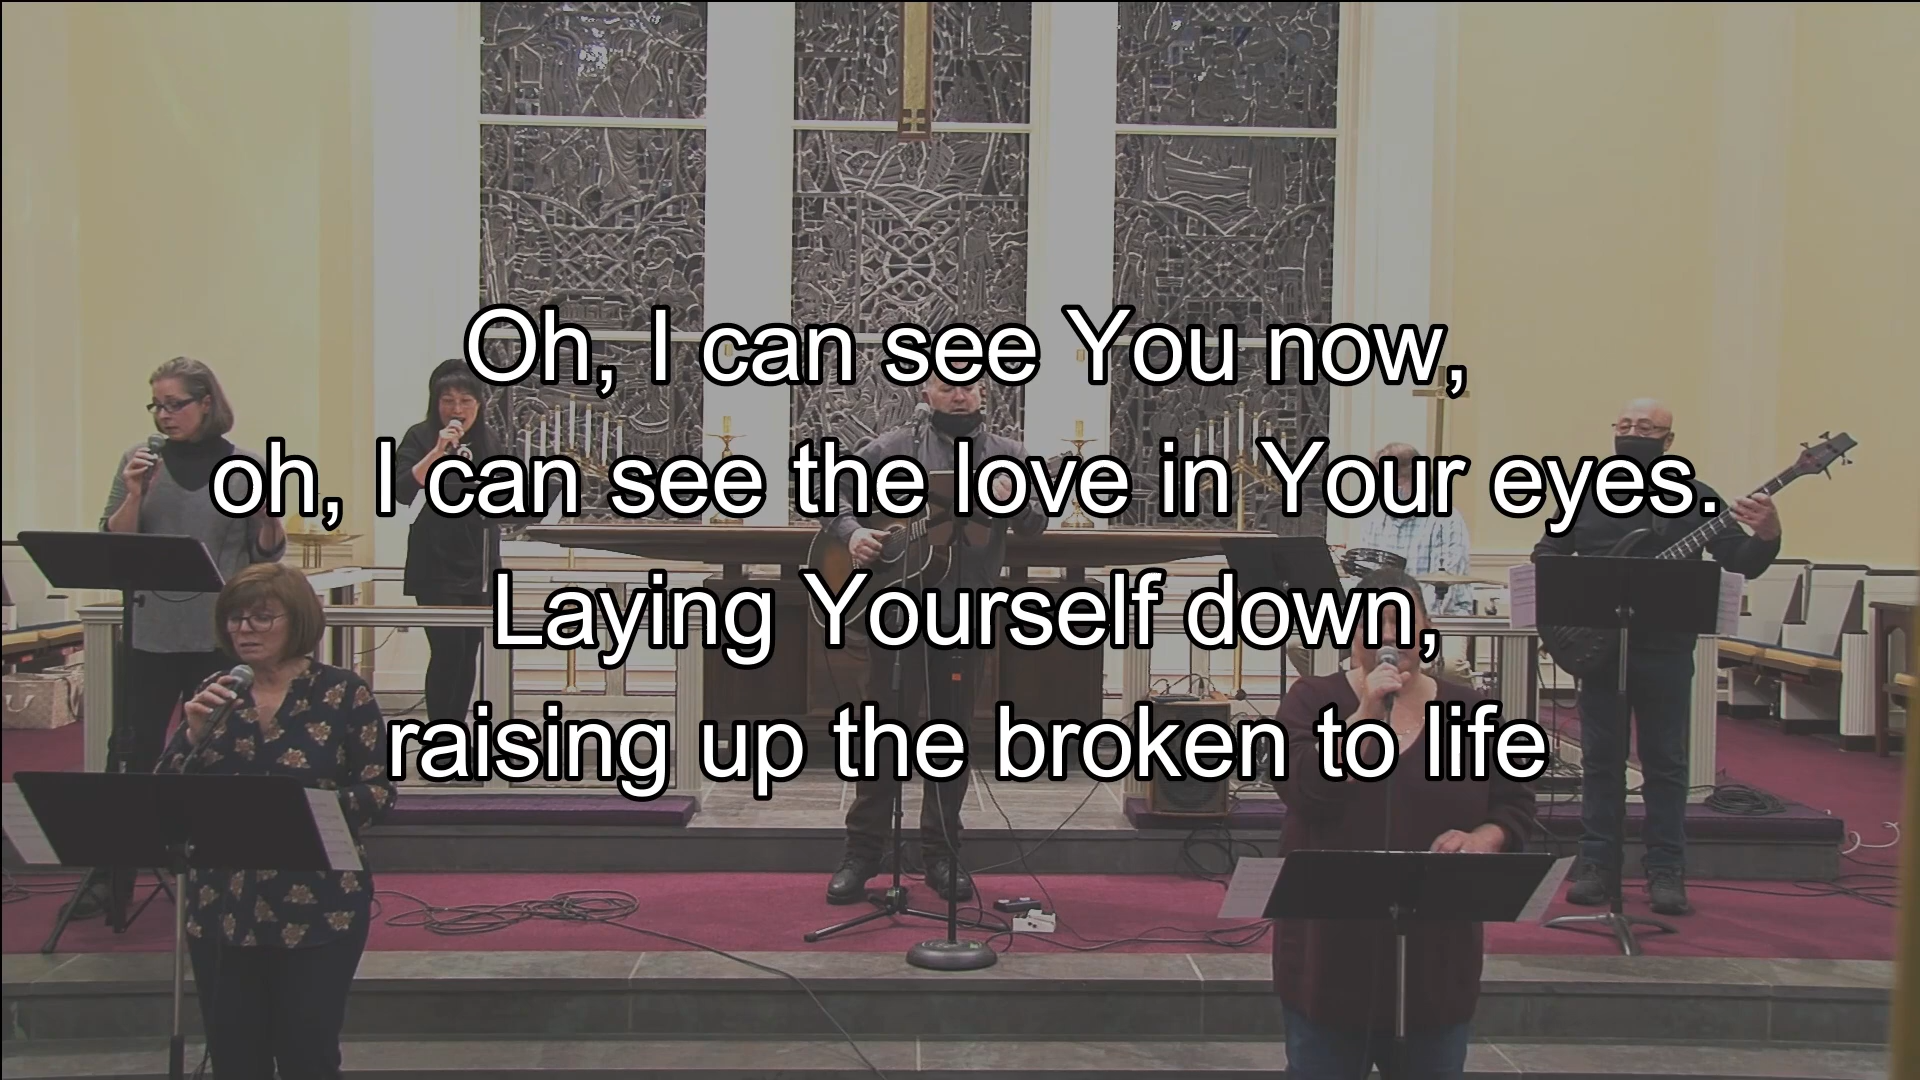 Oh, I can see You now,
oh, I can see the love in Your eyes.
Laying Yourself down,
raising up the broken to life